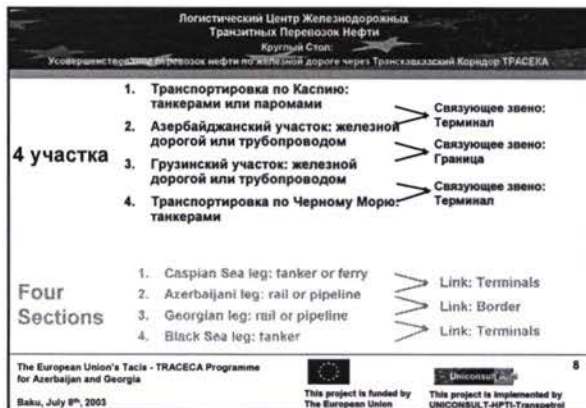 Логистический Центр Железнодорожных
Транзитных Перевозок Нефти
Круглый Стол:
Усовершенствование перевозок нефти по железной дороге через Транскавказский Коридор ТРАСЕКА
4 участка
1. Транспортировка по Каспию:
танкерами или паромами
2. Азербайджанский участок: железной
дорогой или трубопроводом
3. Грузинский участок: железной
дорогой или трубопроводом
4. Транспортировка по Черному Морю:
танкерами
Связующее звено:
Терминал
Связующее звено:
Граница
Связующее звено:
Терминал
Four
Sections
1. Caspian Sea leg: tanker or ferry
2. Azerbaijani leg: rail or pipeline
3. Georgian leg: rail or pipeline
4. Black Sea leg: tanker
Link: Terminals
Link: Border
Link: Terminals
The European Union's Tacis - TRACECA Programme
for Azerbaijan and Georgia
Baku, July 8th, 2003
This project is funded by
The European Union
Uniconsult
This project is implemented by
UNICONSULT-HPTI-Transpetrol
8